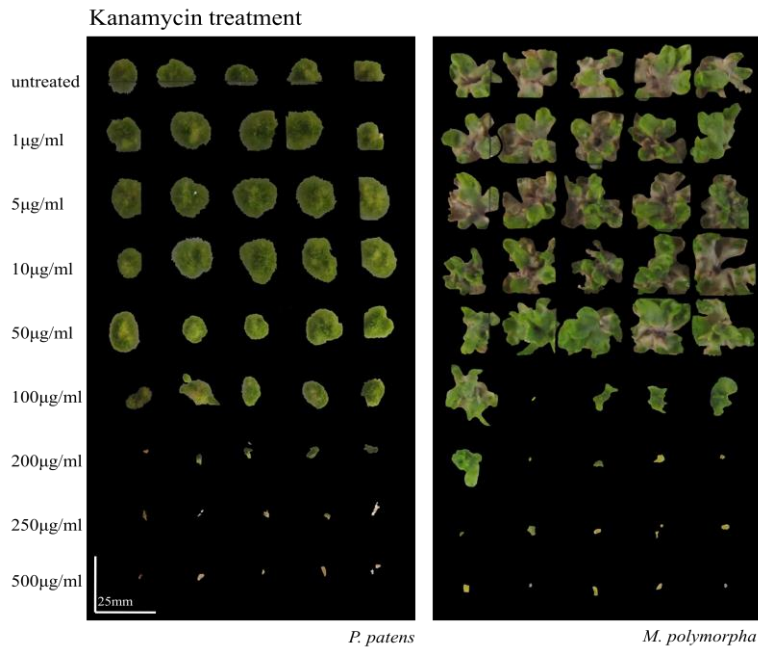 Kanamycin treatment
untreated
1μg/ml
5μg/ml
10μg/ml
50μg/ml
100μg/ml
200μg/ml
250μg/ml
500μg/ml
25mm
P. patens
M. polymorpha